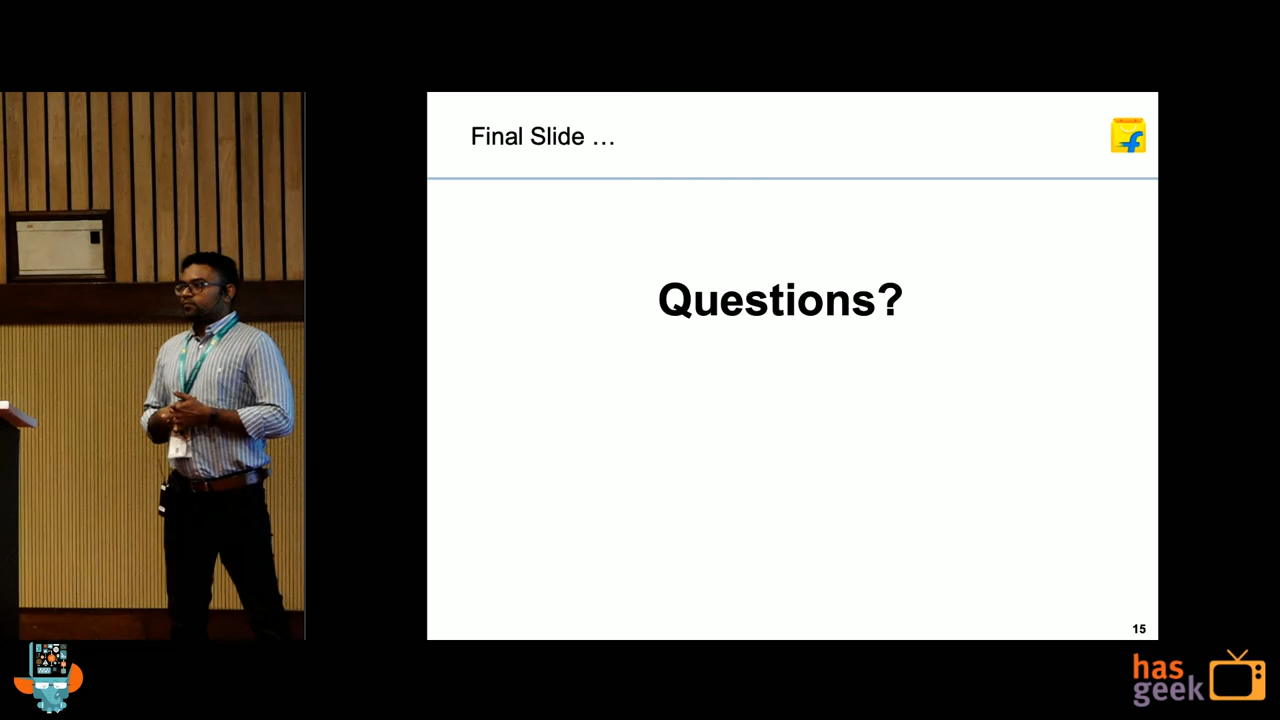 Final Slide …
Questions?
15
has
geek